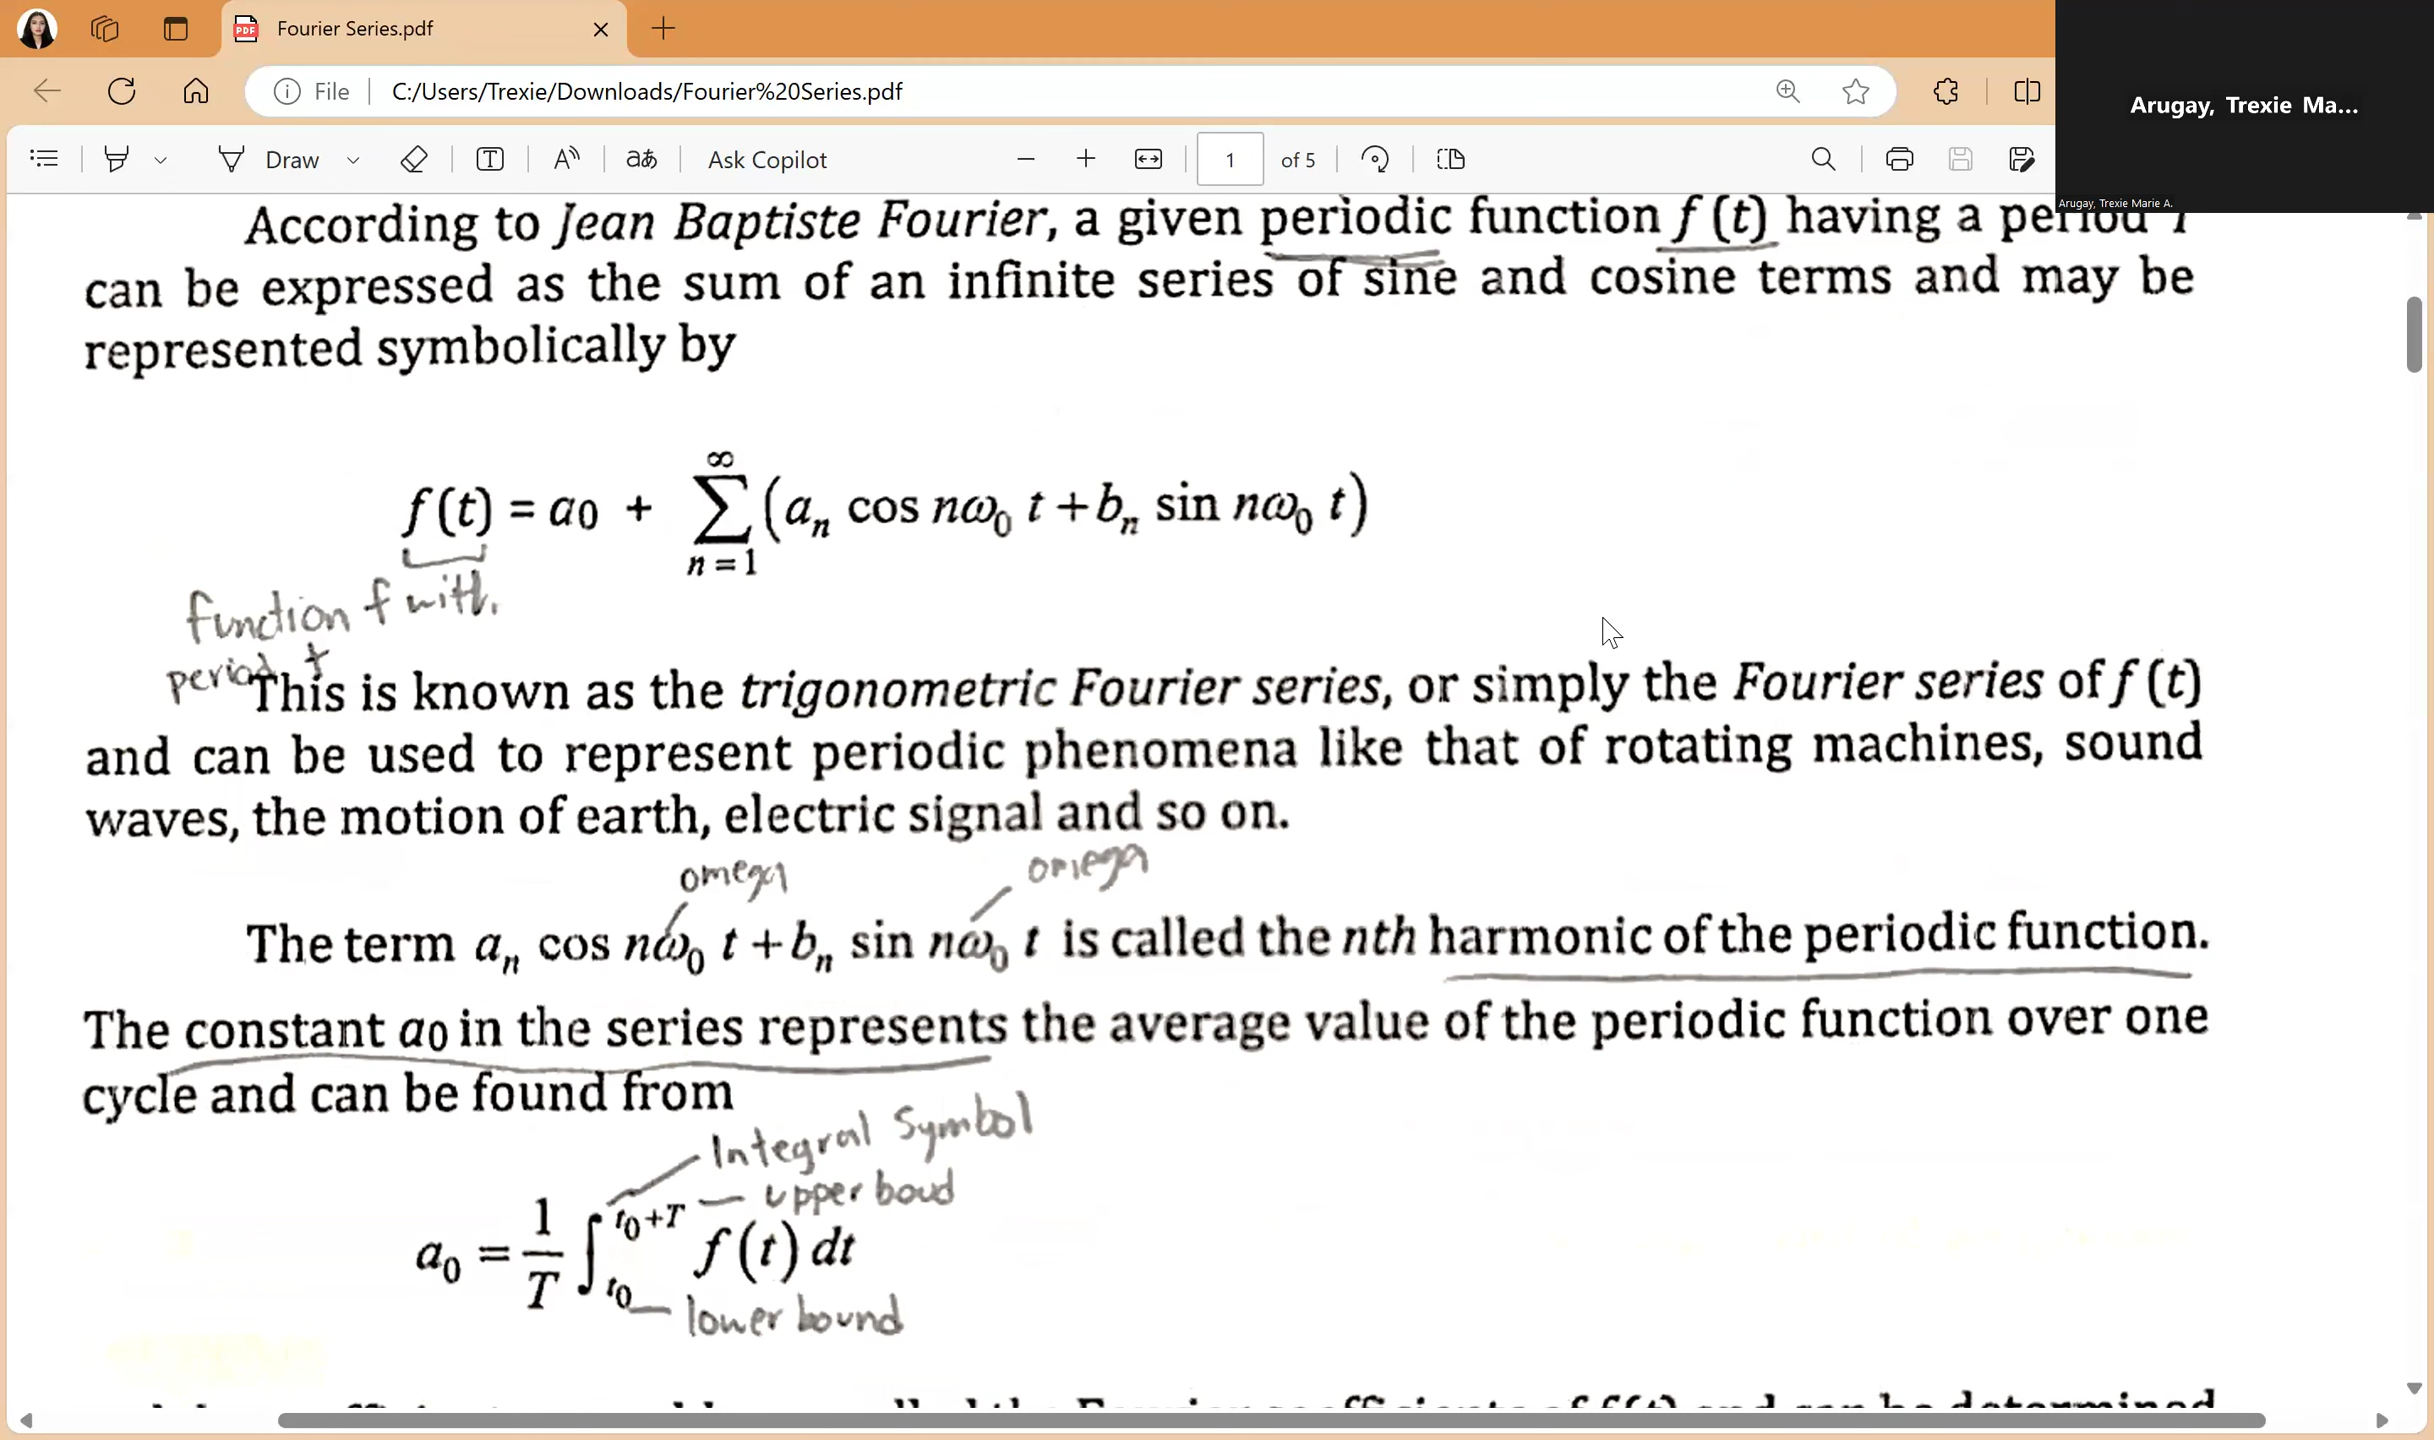 Fourier Series.pdf
File C:/Users/Trexie/Downloads/Fourier%20Series.pdf
Arugay, Trexie Ma...
Draw Ask Copilot 1 of 5
Arugay, Trexie Marie A.
According to Jean Baptiste Fourier, a given periodic function f (t) having a period T
can be expressed as the sum of an infinite series of sine and cosine terms and may be
represented symbolically by
f(t) = a0 + ∑ (aₙ cos nω₀ t + bₙ sin nω₀ t)
∞
n = 1
function f with
period t
This is known as the trigonometric Fourier series, or simply the Fourier series of f (t)
and can be used to represent periodic phenomena like that of rotating machines, sound
waves, the motion of earth, electric signal and so on.
omega omega
The term aₙ cos nω₀ t + bₙ sin nω₀ t is called the nth harmonic of the periodic function.
The constant a0 in the series represents the average value of the periodic function over one
cycle and can be found from
Integral Symbol
upper boud
a₀ = 1/T ∫ t₀+T t₀ f(t) dt
lower bound